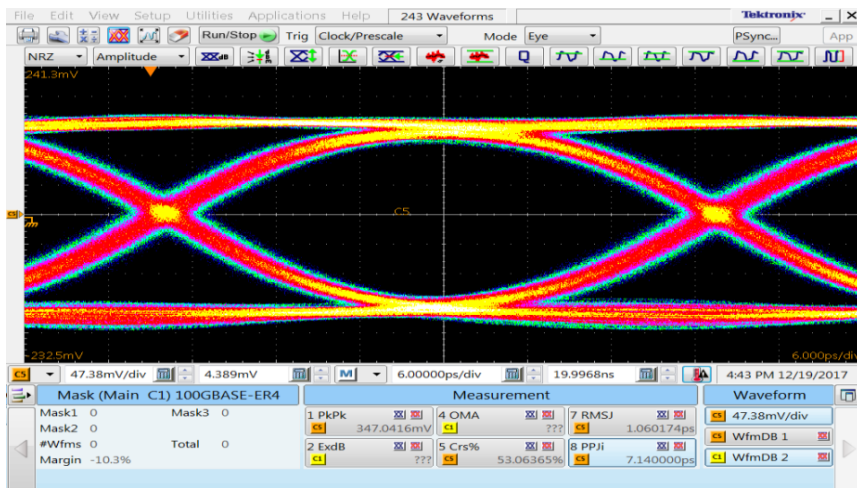 File Edit View Setup Utilities Applications Help 243 Waveforms Tektronix
Run/Stop Trig Clock/Prescale Mode Eye PSync... App
NRZ Amplitude
241.3mV
C5
C5
-232.5mV 6.00ps/div
C5 47.38mV/div 4.389mV M 6.00000ps/div 19.9968ns 4:43 PM 12/19/2017
Mask (Main C1) 100GBASE-ER4 Measurement Waveform
Mask1 0 Mask3 0 1 PkPk 4 OMA 7 RMSJ C5 47.38mV/div
Mask2 0 C5 347.0416mV C1 ??? C5 1.060174ps
#Wfms 0 Total 0 2 ExdB 5 Crs% 8 PPJi C5 WfmDB 1
Margin -10.3% C1 ??? C5 53.06365% C5 7.140000ps C1 WfmDB 2